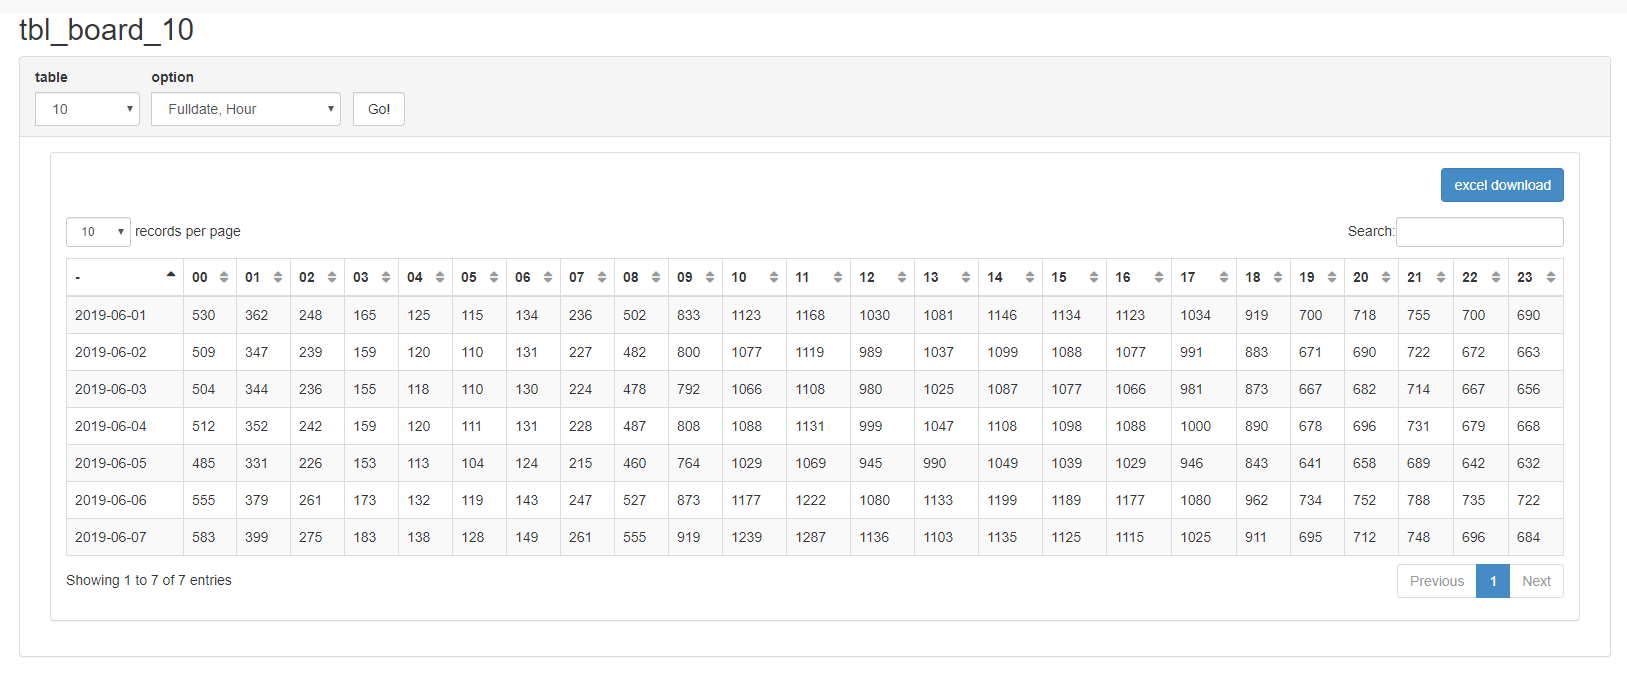 tbl_board_10
table option
10 Fulldate, Hour Go!
excel download
10 records per page Search:
- 00 01 02 03 04 05 06 07 08 09 10 11 12 13 14 15 16 17 18 19 20 21 22 23
2019-06-01 530 362 248 165 125 115 134 236 502 833 1123 1168 1030 1081 1146 1134 1123 1034 919 700 718 755 700 690
2019-06-02 509 347 239 159 120 110 131 227 482 800 1077 1119 989 1037 1099 1088 1077 991 883 671 690 722 672 663
2019-06-03 504 344 236 155 118 110 130 224 478 792 1066 1108 980 1025 1087 1077 1066 981 873 667 682 714 667 656
2019-06-04 512 352 242 159 120 111 131 228 487 808 1088 1131 999 1047 1108 1098 1088 1000 890 678 696 731 679 668
2019-06-05 485 331 226 153 113 104 124 215 460 764 1029 1069 945 990 1049 1039 1029 946 843 641 658 689 642 632
2019-06-06 555 379 261 173 132 119 143 247 527 873 1177 1222 1080 1133 1199 1189 1177 1080 962 734 752 788 735 722
2019-06-07 583 399 275 183 138 128 149 261 555 919 1239 1287 1136 1103 1135 1125 1115 1025 911 695 712 748 696 684
Showing 1 to 7 of 7 entries Previous 1 Next